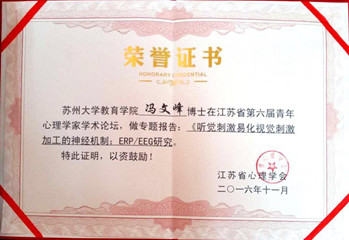 荣誉证书
HONORARY CREDENTIAL
苏州大学教育学院 冯文峰 博士在江苏省第六届青年
心理学家学术论坛，做专题报告：《听觉刺激易化视觉刺激
加工的神经机制：ERP/EEG研究。
特此证明，以资鼓励！
江苏省心理学会
二〇一六年十一月